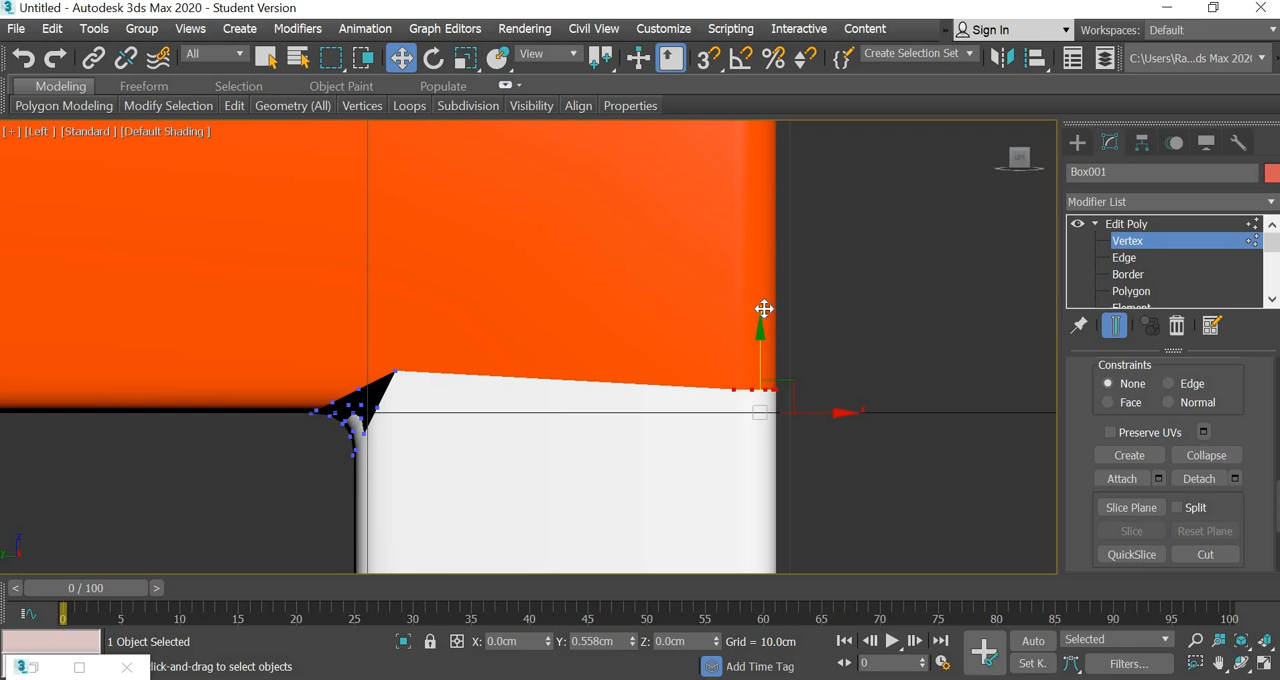 Untitled - Autodesk 3ds Max 2020 - Student Version
File Edit Tools Group Views Create Modifiers Animation Graph Editors Rendering Civil View Customize Scripting Interactive Content » Sign In Workspaces: Default
All View Create Selection Set C:\Users\Ra...ds Max 202(
Modeling Freeform Selection Object Paint Populate
Polygon Modeling Modify Selection Edit Geometry (All) Vertices Loops Subdivision Visibility Align Properties
[+] [Left ] [Standard ] [Default Shading ]
Box001
Modifier List
Edit Poly
Vertex
Edge
Border
Polygon
Element
Constraints
None Edge
Face Normal
Preserve UVs
Create Collapse
Attach Detach
Slice Plane Split
Slice Reset Plane
QuickSlice Cut
x
z
y x
< 0 / 100 >
0 5 10 15 20 25 30 35 40 45 50 55 60 65 70 75 80 85 90 95 100
1 Object Selected X: 0.0cm Y: 0.558cm Z: 0.0cm Grid = 10.0cm Auto Selected
lick-and-drag to select objects Add Time Tag 0 Set K. Filters...